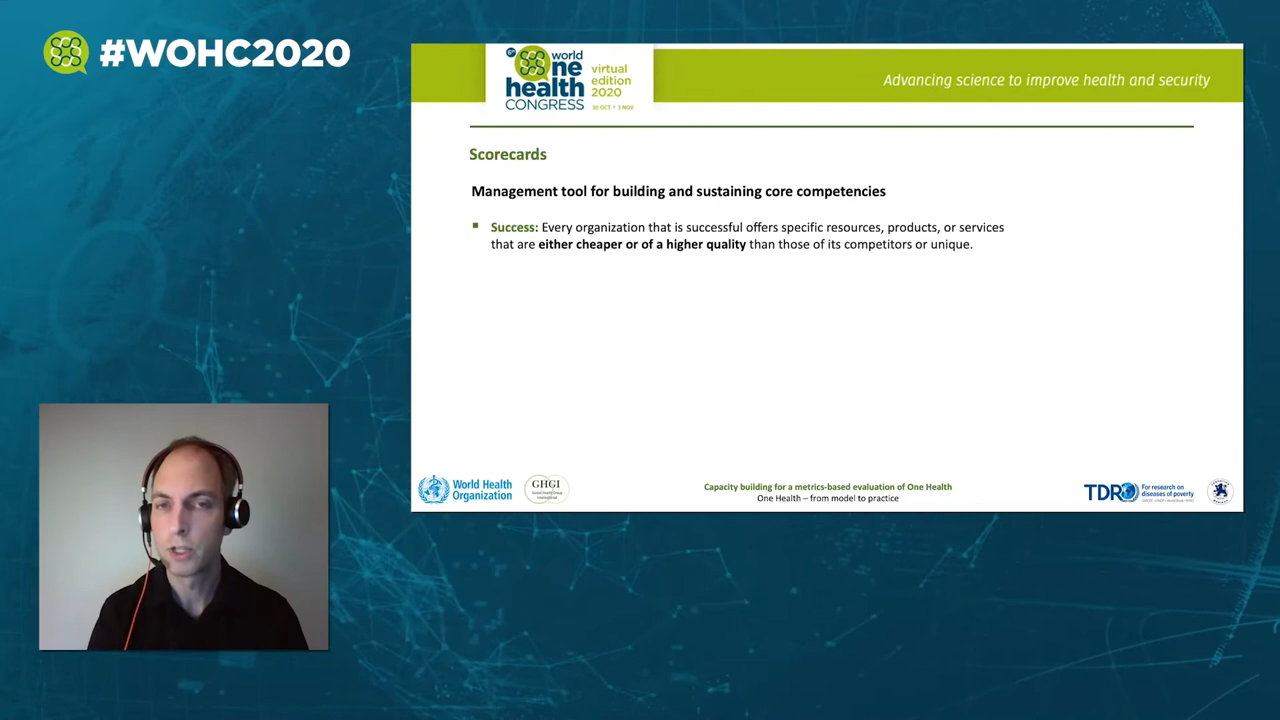 #WOHC2020
world
one
health
CONGRESS
virtual
edition
2020
30 OCT • 3 NOV
Advancing science to improve health and security
Scorecards
Management tool for building and sustaining core competencies
Success: Every organization that is successful offers specific resources, products, or services
that are either cheaper or of a higher quality than those of its competitors or unique.
World Health
Organization
GHGI
Capacity building for a metrics-based evaluation of One Health
One Health – from model to practice
TDR
For research on
diseases of poverty